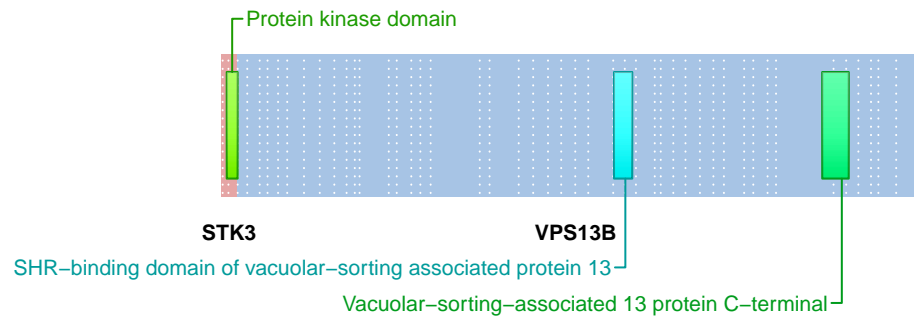 Protein kinase domain
STK3
VPS13B
SHR−binding domain of vacuolar−sorting associated protein 13
Vacuolar−sorting−associated 13 protein C−terminal